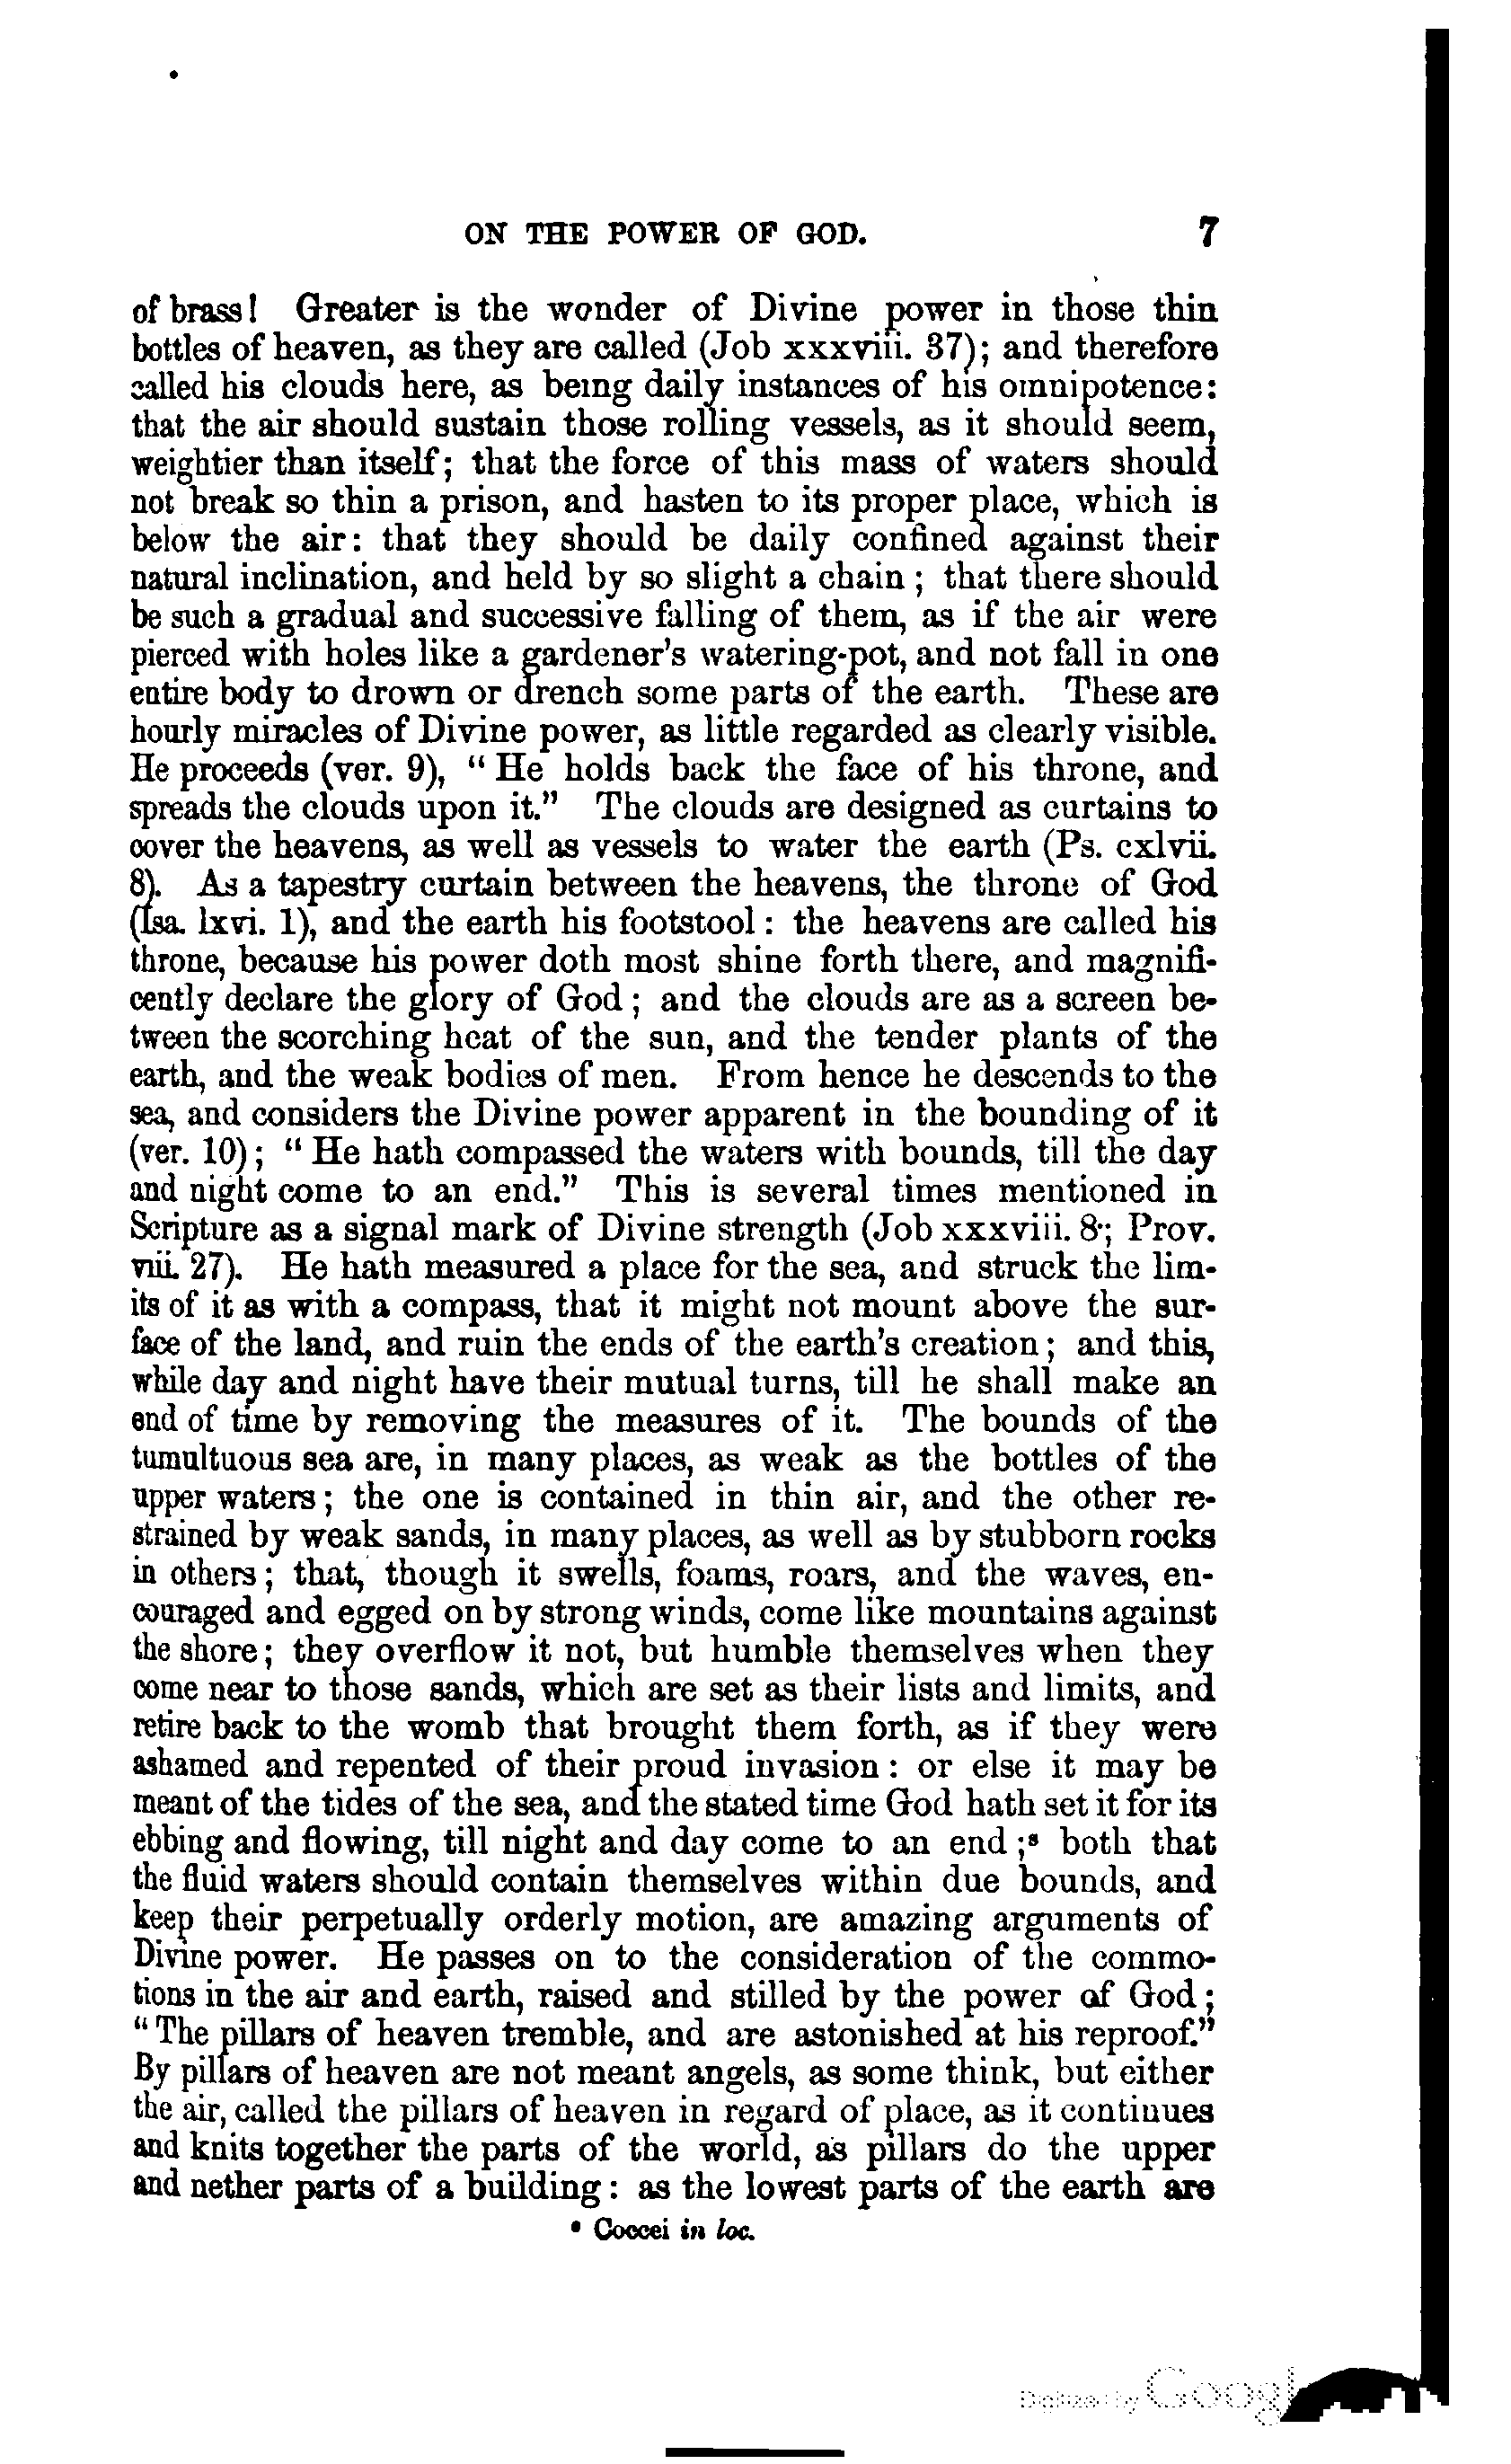 ON THE POWER OF GOD. 7
of brass! Greater is the wonder of Divine power in those thin
bottles of heaven, as they are called (Job xxxviii. 37); and therefore
called his clouds here, as being daily instances of his omnipotence:
that the air should sustain those rolling vessels, as it should seem,
weightier than itself; that the force of this mass of waters should
not break so thin a prison, and hasten to its proper place, which is
below the air: that they should be daily confined against their
natural inclination, and held by so slight a chain; that there should
be such a gradual and successive falling of them, as if the air were
pierced with holes like a gardener's watering-pot, and not fall in one
entire body to drown or drench some parts of the earth. These are
hourly miracles of Divine power, as little regarded as clearly visible.
He proceeds (ver. 9), "He holds back the face of his throne, and
spreads the clouds upon it." The clouds are designed as curtains to
cover the heavens, as well as vessels to water the earth (Ps. cxlvii.
8). As a tapestry curtain between the heavens, the throne of God
(Isa. lxvi. 1), and the earth his footstool: the heavens are called his
throne, because his power doth most shine forth there, and magnifi-
cently declare the glory of God; and the clouds are as a screen be-
tween the scorching heat of the sun, and the tender plants of the
earth, and the weak bodies of men. From hence he descends to the
sea, and considers the Divine power apparent in the bounding of it
(ver. 10); "He hath compassed the waters with bounds, till the day
and night come to an end." This is several times mentioned in
Scripture as a signal mark of Divine strength (Job xxxviii. 8; Prov.
viii. 27). He hath measured a place for the sea, and struck the lim-
its of it as with a compass, that it might not mount above the sur-
face of the land, and ruin the ends of the earth's creation; and this,
while day and night have their mutual turns, till he shall make an
end of time by removing the measures of it. The bounds of the
tumultuous sea are, in many places, as weak as the bottles of the
upper waters; the one is contained in thin air, and the other re-
strained by weak sands, in many places, as well as by stubborn rocks
in others; that, though it swells, foams, roars, and the waves, en-
couraged and egged on by strong winds, come like mountains against
the shore; they overflow it not, but humble themselves when they
come near to those sands, which are set as their lists and limits, and
retire back to the womb that brought them forth, as if they were
ashamed and repented of their proud invasion: or else it may be
meant of the tides of the sea, and the stated time God hath set it for its
ebbing and flowing, till night and day come to an end;ˢ both that
the fluid waters should contain themselves within due bounds, and
keep their perpetually orderly motion, are amazing arguments of
Divine power. He passes on to the consideration of the commo-
tions in the air and earth, raised and stilled by the power of God;
"The pillars of heaven tremble, and are astonished at his reproof."
By pillars of heaven are not meant angels, as some think, but either
the air, called the pillars of heaven in regard of place, as it continues
and knits together the parts of the world, as pillars do the upper
and nether parts of a building: as the lowest parts of the earth are
ˢ Coccei in loc.
Digitized by Googl